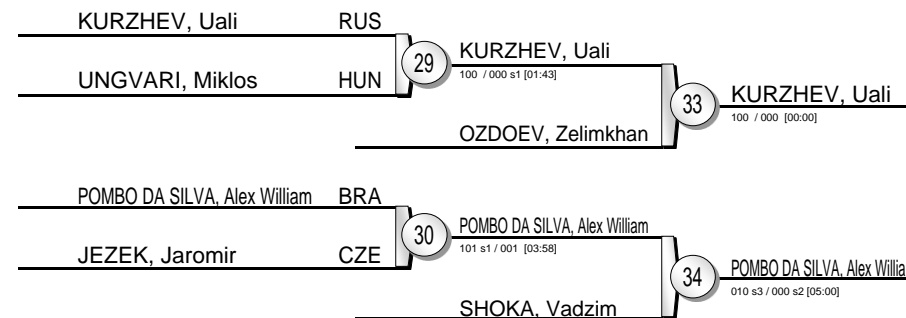 KURZHEV, Uali RUS
UNGVARI, Miklos HUN
29
KURZHEV, Uali
100 / 000 s1 [01:43]
OZDOEV, Zelimkhan
33
KURZHEV, Uali
100 / 000 [00:00]
POMBO DA SILVA, Alex William BRA
JEZEK, Jaromir CZE
30
POMBO DA SILVA, Alex William
101 s1 / 001 [03:58]
SHOKA, Vadzim
34
POMBO DA SILVA, Alex Willia
010 s3 / 000 s2 [05:00]